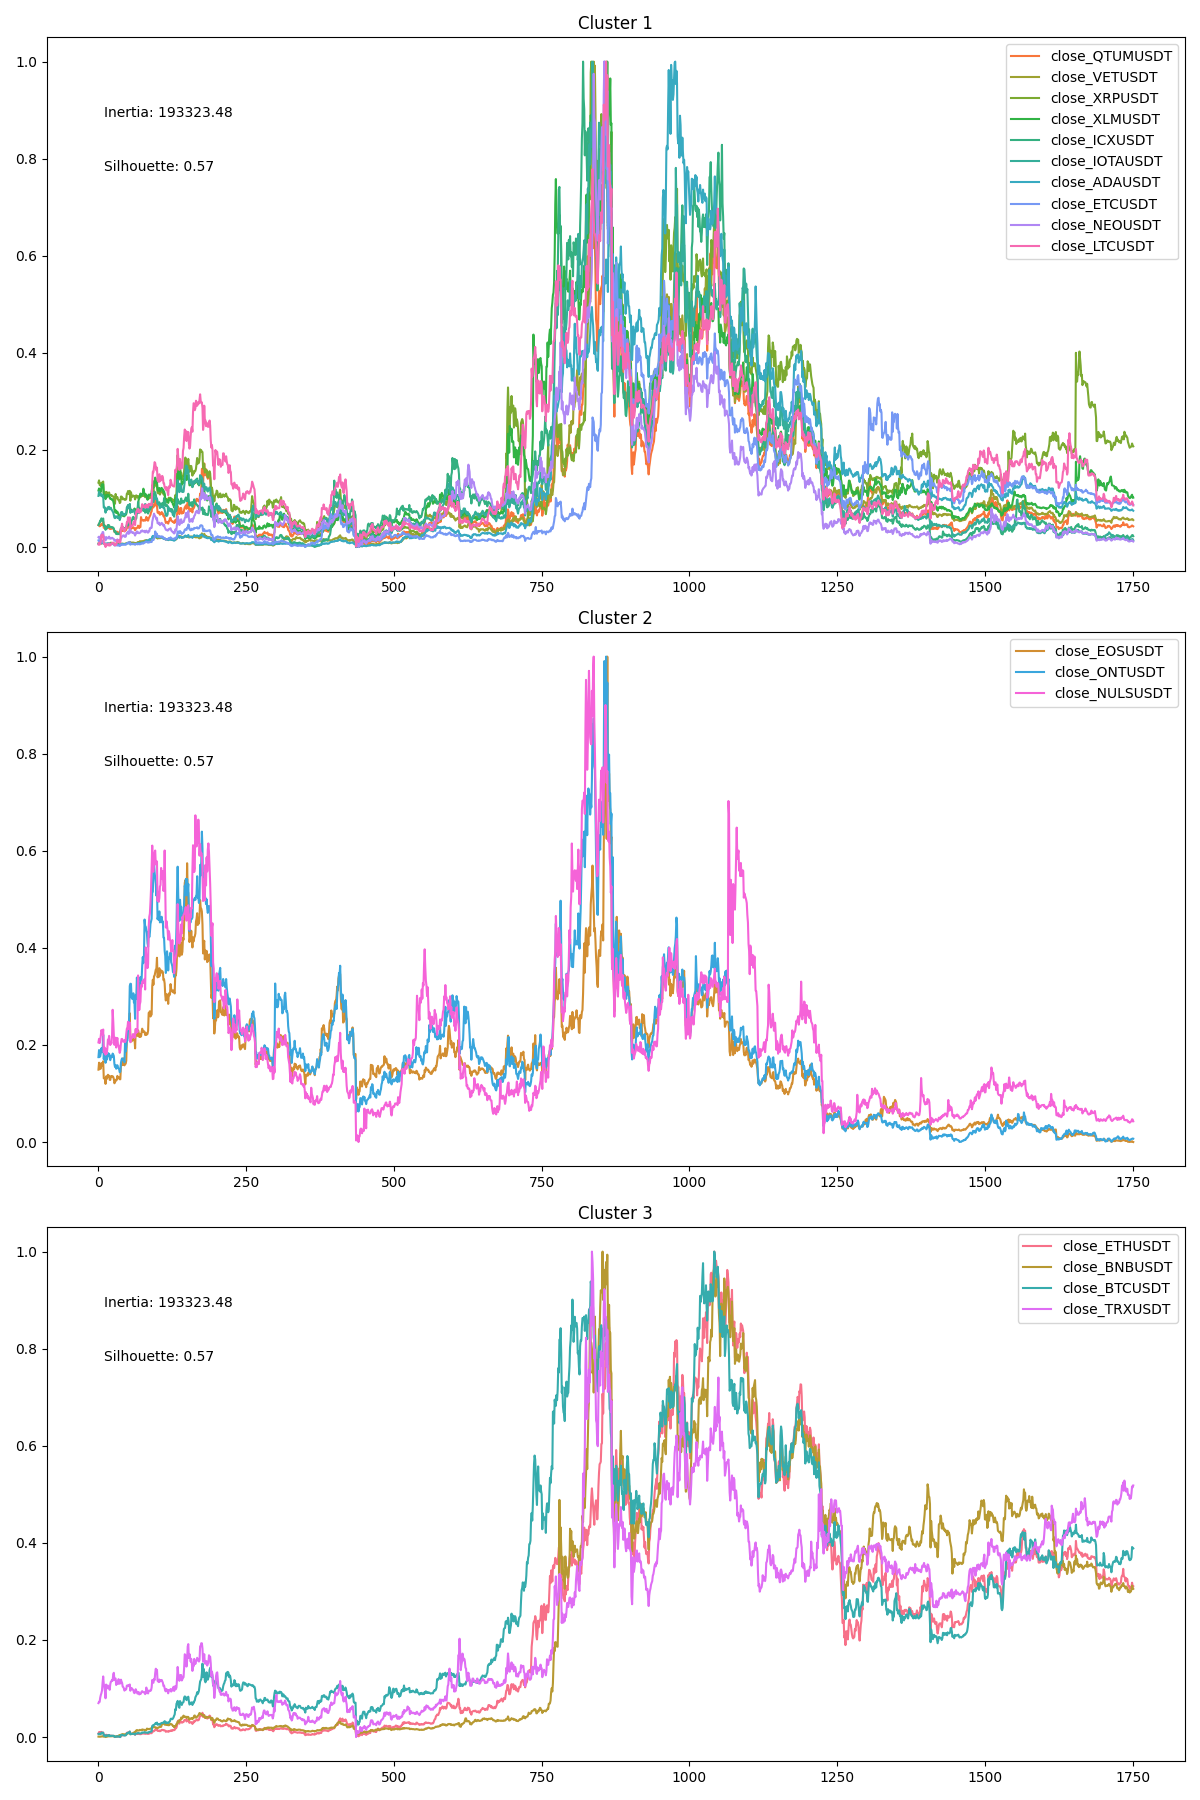 Cluster 1
1.0
0.8
0.6
0.4
0.2
0.0
Inertia: 193323.48
Silhouette: 0.57
close_QTUMUSDT
close_VETUSDT
close_XRPUSDT
close_XLMUSDT
close_ICXUSDT
close_IOTAUSDT
close_ADAUSDT
close_ETCUSDT
close_NEOUSDT
close_LTCUSDT
0 250 500 750 1000 1250 1500 1750
Cluster 2
1.0
0.8
0.6
0.4
0.2
0.0
Inertia: 193323.48
Silhouette: 0.57
close_EOSUSDT
close_ONTUSDT
close_NULSUSDT
0 250 500 750 1000 1250 1500 1750
Cluster 3
1.0
0.8
0.6
0.4
0.2
0.0
Inertia: 193323.48
Silhouette: 0.57
close_ETHUSDT
close_BNBUSDT
close_BTCUSDT
close_TRXUSDT
0 250 500 750 1000 1250 1500 1750